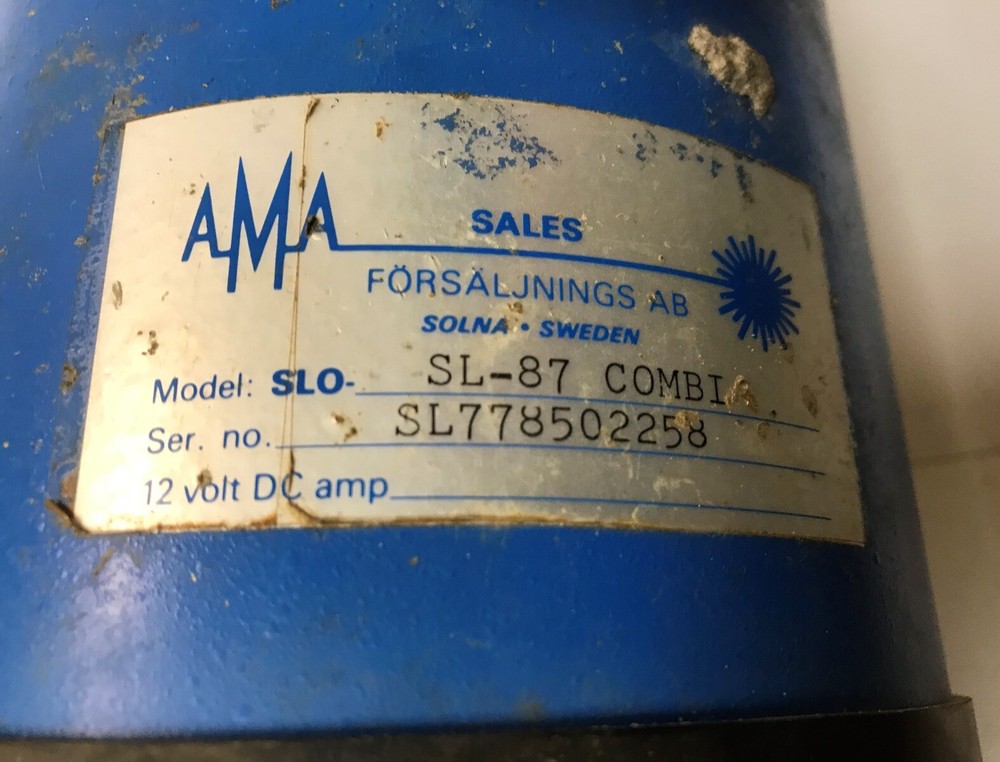 AMA SALES
FÖRSÄLJNINGS AB
SOLNA • SWEDEN
Model: SLO- SL-87 COMBI
Ser. no. SL778502258
12 volt DC amp